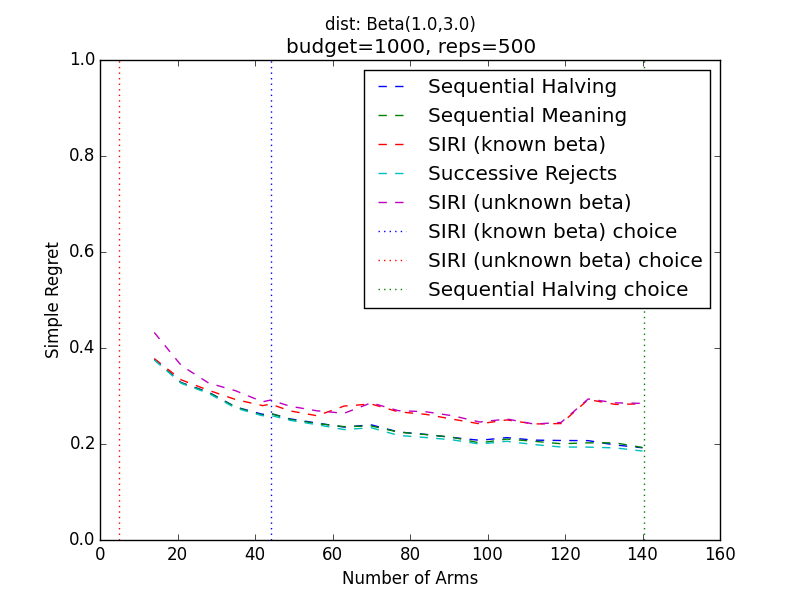 dist: Beta(1.0,3.0)
budget=1000, reps=500
1.0
0.8
0.6
0.4
0.2
0.0
Simple Regret
Sequential Halving
Sequential Meaning
SIRI (known beta)
Successive Rejects
SIRI (unknown beta)
SIRI (known beta) choice
SIRI (unknown beta) choice
Sequential Halving choice
0 20 40 60 80 100 120 140 160
Number of Arms